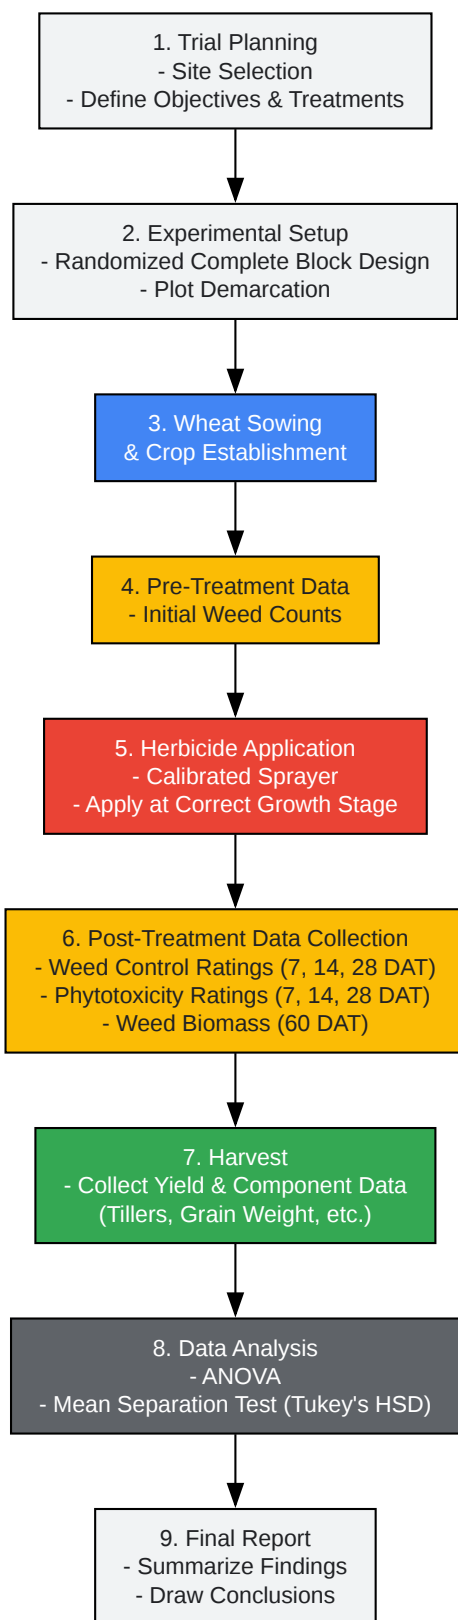 1. Trial Planning
- Site Selection
- Define Objectives & Treatments
2. Experimental Setup
- Randomized Complete Block Design
- Plot Demarcation
3. Wheat Sowing
& Crop Establishment
4. Pre-Treatment Data
- Initial Weed Counts
5. Herbicide Application
- Calibrated Sprayer
- Apply at Correct Growth Stage
6. Post-Treatment Data Collection
- Weed Control Ratings (7, 14, 28 DAT)
- Phytotoxicity Ratings (7, 14, 28 DAT)
- Weed Biomass (60 DAT)
7. Harvest
- Collect Yield & Component Data
(Tillers, Grain Weight, etc.)
8. Data Analysis
- ANOVA
- Mean Separation Test (Tukey's HSD)
9. Final Report
- Summarize Findings
- Draw Conclusions